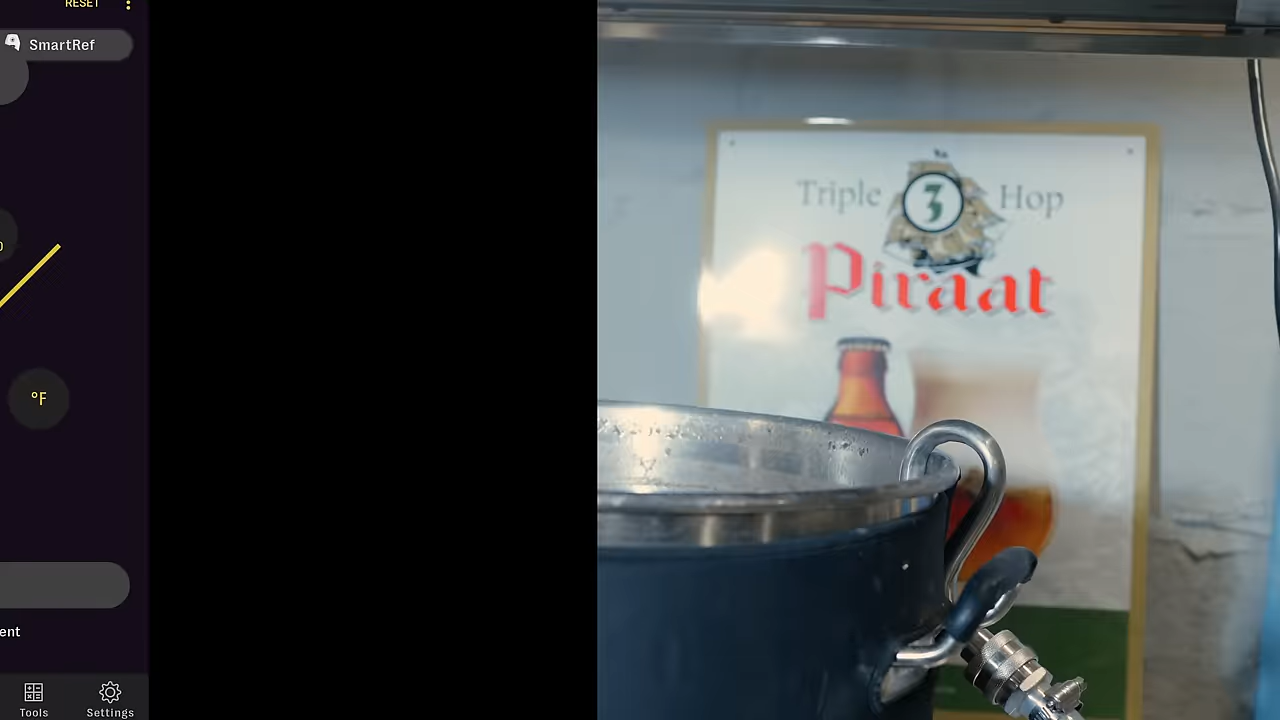 RESET
SmartRef
°F
ent
Tools
Settings
Triple 3 Hop
Piraat